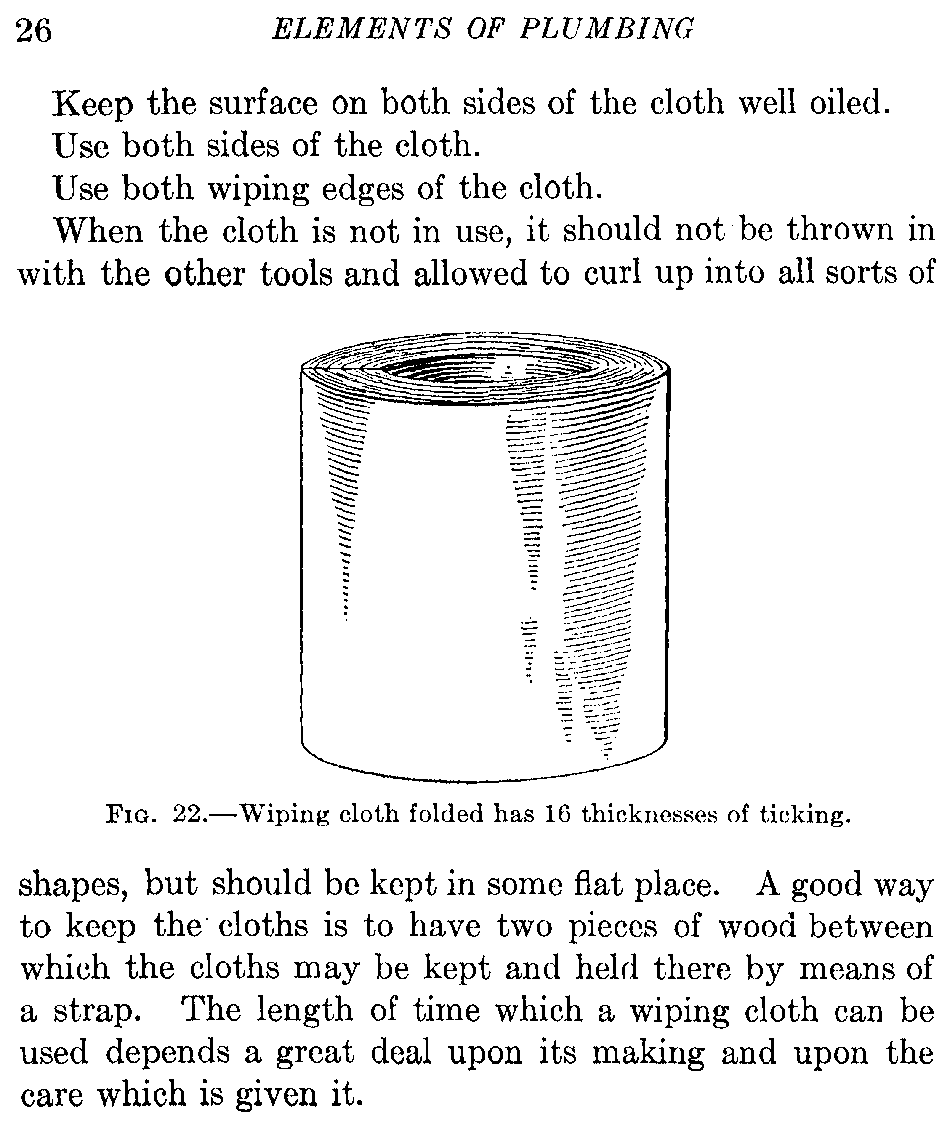 26 ELEMENTS OF PLUMBING
Keep the surface on both sides of the cloth well oiled.
Use both sides of the cloth.
Use both wiping edges of the cloth.
When the cloth is not in use, it should not be thrown in
with the other tools and allowed to curl up into all sorts of
FIG. 22.—Wiping cloth folded has 16 thicknesses of ticking.
shapes, but should be kept in some flat place. A good way
to keep the cloths is to have two pieces of wood between
which the cloths may be kept and held there by means of
a strap. The length of time which a wiping cloth can be
used depends a great deal upon its making and upon the
care which is given it.